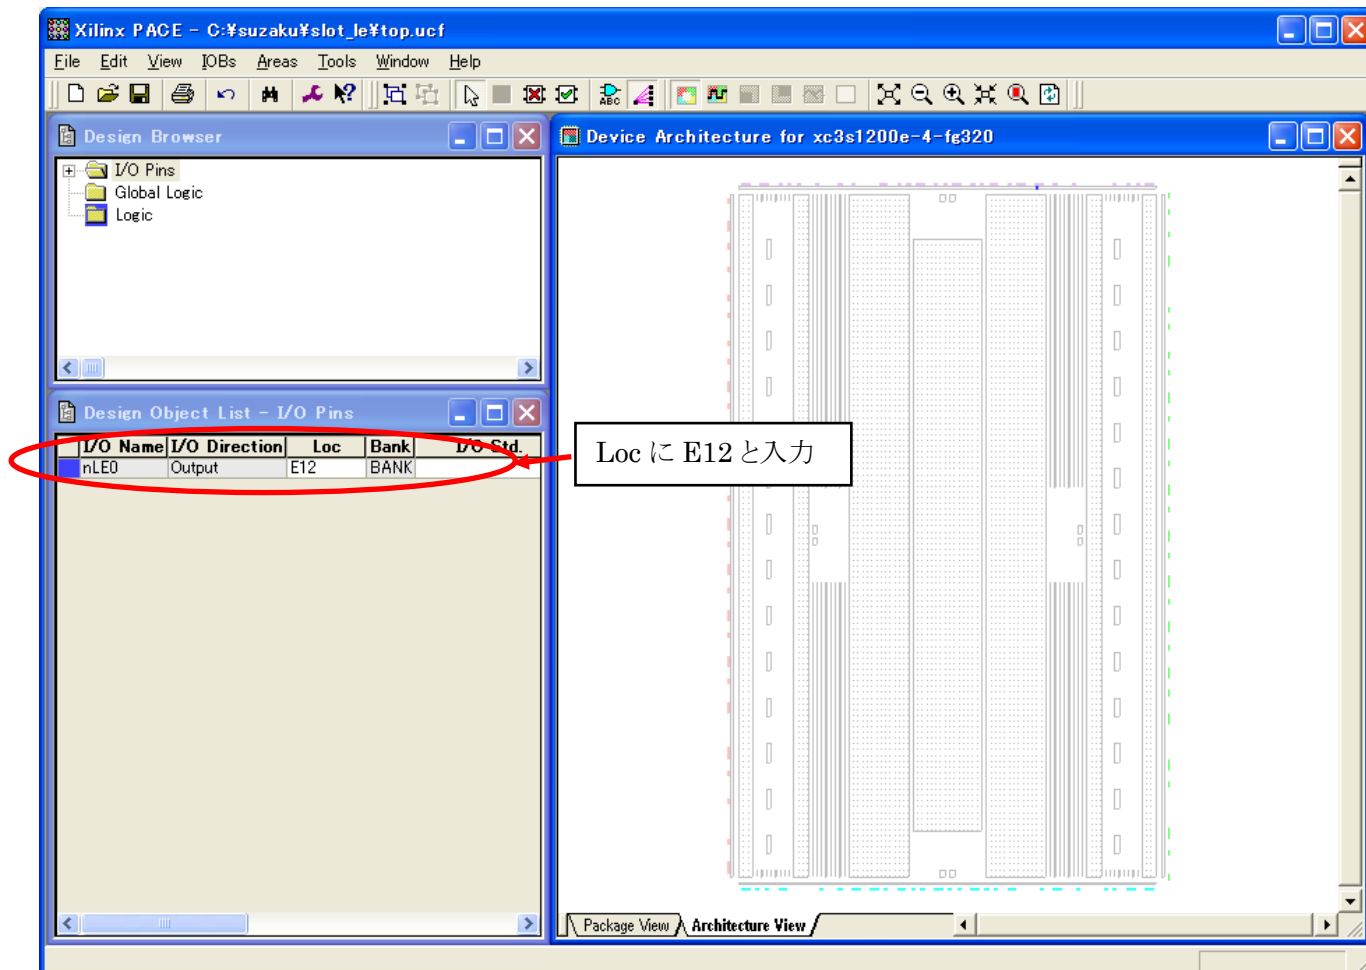 Xilinx PACE - C:¥suzaku¥slot_le¥top.ucf
File Edit View IOBs Areas Tools Window Help
ABC
Design Browser
I/O Pins
Global Logic
Logic
Device Architecture for xc3s1200e-4-fg320
Design Object List - I/O Pins
I/O Name I/O Direction Loc Bank I/O Std.
nLE0 Output E12 BANK
Loc に E12 と入力
Package View Architecture View